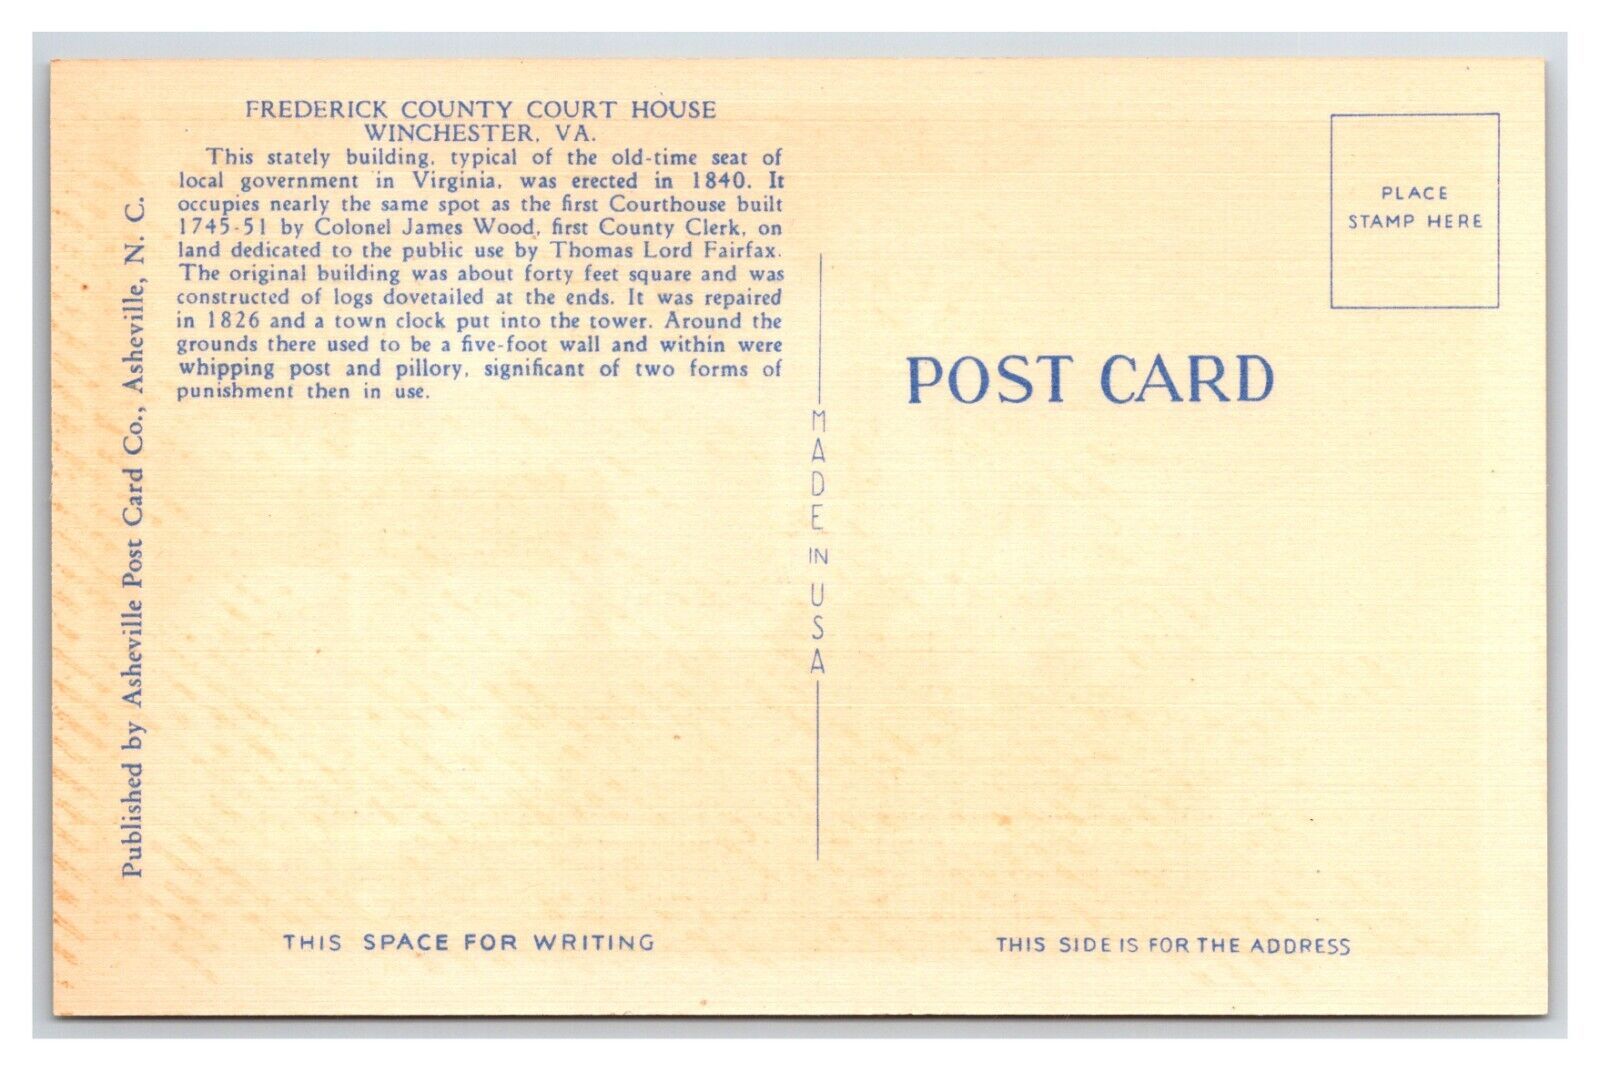 FREDERICK COUNTY COURT HOUSE
WINCHESTER, VA.
This stately building, typical of the old-time seat of
local government in Virginia, was erected in 1840. It
occupies nearly the same spot as the first Courthouse built
1745-51 by Colonel James Wood, first County Clerk, on
land dedicated to the public use by Thomas Lord Fairfax.
The original building was about forty feet square and was
constructed of logs dovetailed at the ends. It was repaired
in 1826 and a town clock put into the tower. Around the
grounds there used to be a five-foot wall and within were
whipping post and pillory, significant of two forms of
punishment then in use.
Published by Asheville Post Card Co., Asheville, N. C.
THIS SPACE FOR WRITING
MADE IN USA
PLACE
STAMP HERE
POST CARD
THIS SIDE IS FOR THE ADDRESS